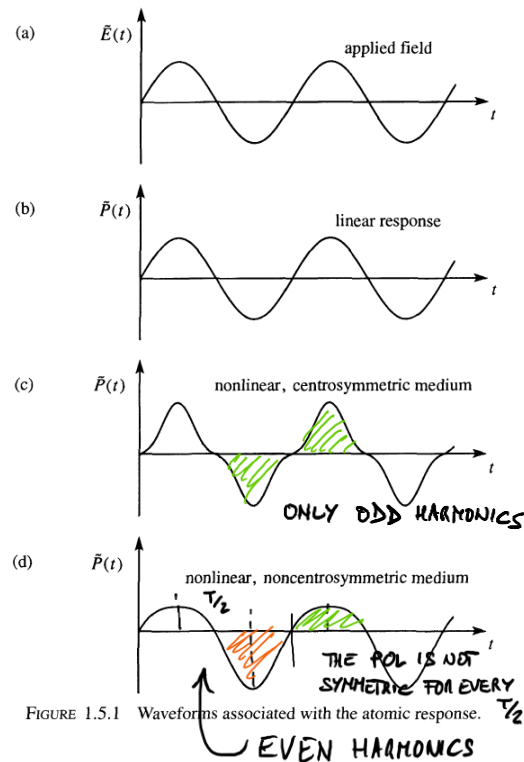 (a)
Ẽ(t)
applied field
t
(b)
P̃(t)
linear response
t
(c)
P̃(t)
nonlinear, centrosymmetric medium
t
ONLY ODD HARMONICS
(d)
P̃(t)
nonlinear, noncentrosymmetric medium
T/2
t
THE POL IS NOT
SYMMETRIC FOR EVERY
T/2
FIGURE 1.5.1 Waveforms associated with the atomic response.
EVEN HARMONICS